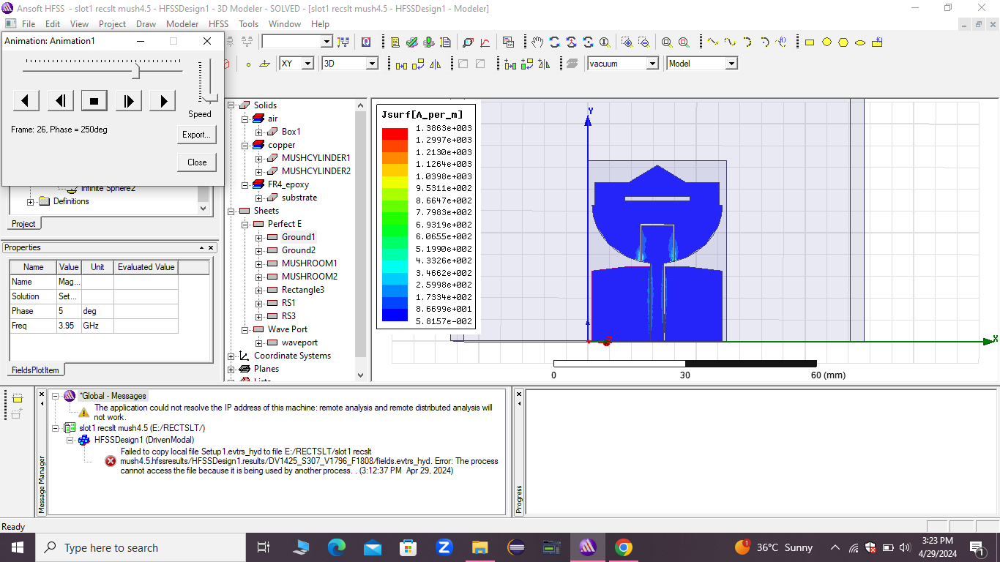 Ansoft HFSS - slot1 recslt mush4.5 - HFSSDesign1 - 3D Modeler - SOLVED - [slot1 recslt mush4.5 - HFSSDesign1 - Modeler]
File Edit View Project Draw Modeler HFSS Tools Window Help
Animation: Animation1
XY 3D vacuum Model
Speed
Frame: 26, Phase = 250deg
Export...
Close
Infinite Sphere2
Definitions
Project
Properties
Name Value Unit Evaluated Value
Name Mag...
Solution Set...
Phase 5 deg
Freq 3.95 GHz
FieldsPlotItem
Solids
air
Box1
copper
MUSHCYLINDER1
MUSHCYLINDER2
FR4_epoxy
substrate
Sheets
Perfect E
Ground1
Ground2
MUSHROOM1
MUSHROOM2
Rectangle3
RS1
RS3
Wave Port
waveport
Coordinate Systems
Planes
Lists
Jsurf[A_per_m]
1.3863e+003
1.2997e+003
1.2130e+003
1.1264e+003
1.0398e+003
9.5311e+002
8.6647e+002
7.7983e+002
6.9319e+002
6.0655e+002
5.1990e+002
4.3326e+002
3.4662e+002
2.5998e+002
1.7334e+002
8.6699e+001
5.8157e-002
Y
X
0 30 60 (mm)
Message Manager
*Global - Messages
The application could not resolve the IP address of this machine: remote analysis and remote distributed analysis will
not work.
slot1 recslt mush4.5 (E:/RECTSLT/)
HFSSDesign1 (DrivenModal)
Failed to copy local file Setup1.evtrs_hyd to file E:/RECTSLT/slot1 recslt
mush4.5.hfssresults/HFSSDesign1.results/DV1425_S307_V1796_F1808/fields.evtrs_hyd. Error: The process
cannot access the file because it is being used by another process. . (3:12:37 PM Apr 29, 2024)
Progress
Ready
Type here to search
36°C Sunny
3:23 PM
4/29/2024
1